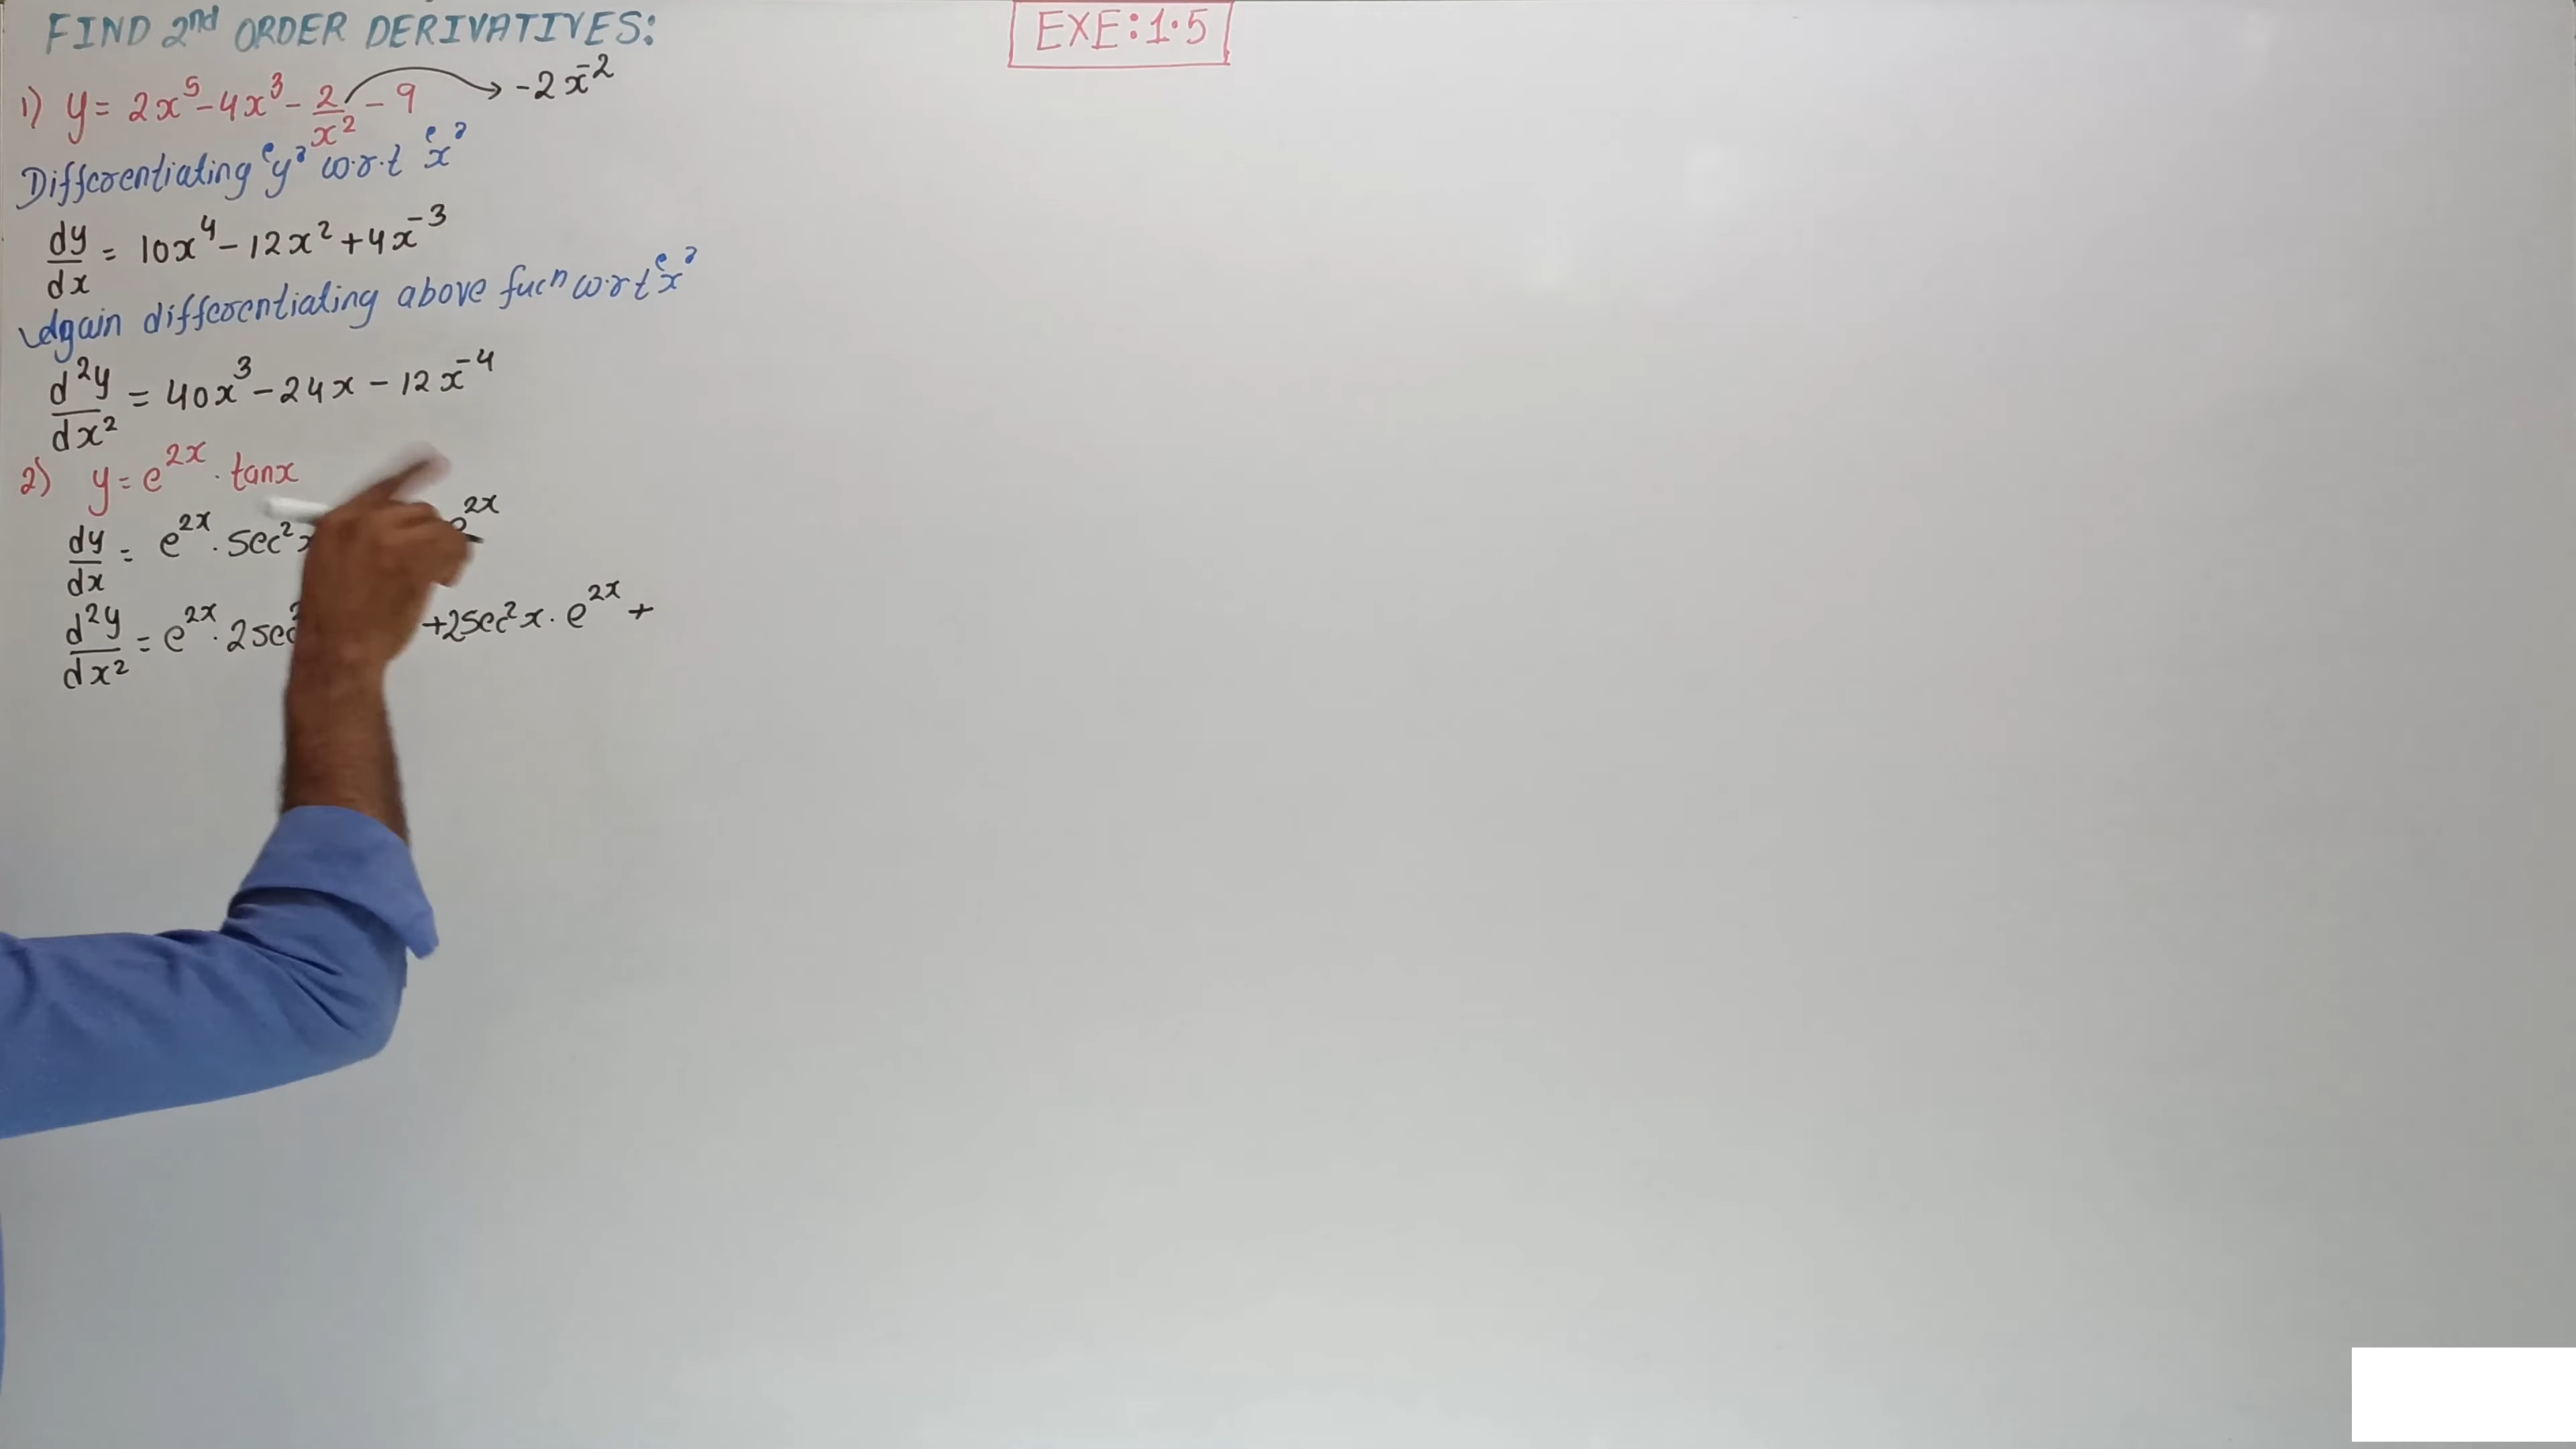 FIND 2nd ORDER DERIVATIVES:
EXE:1.5
1) y = 2x⁵ - 4x³ - 2/x² - 9 → -2x⁻²
Differentiating 'y' w.r.t 'x'
dy/dx = 10x⁴ - 12x² + 4x⁻³
Again differentiating above fucn w.r.t 'x'
d²y/dx² = 40x³ - 24x - 12x⁻⁴
2) y = e²ˣ · tanx
dy/dx = e²ˣ · sec² e²ˣ
d²y/dx² = e²ˣ · 2sec +2sec²x · e²ˣ +